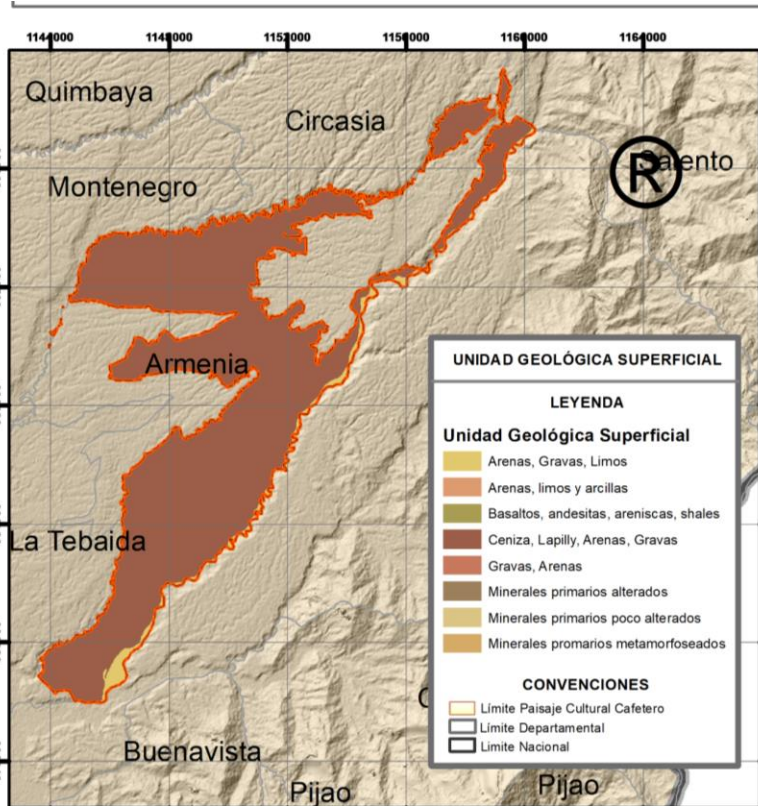 1144000 1148000 1152000 1156000 1160000 1164000
Quimbaya
Circasia
Salento
®
Montenegro
Armenia
La Tebaida
Buenavista
Pijao
Pijao
UNIDAD GEOLÓGICA SUPERFICIAL
LEYENDA
Unidad Geológica Superficial
Arenas, Gravas, Limos
Arenas, limos y arcillas
Basaltos, andesitas, areniscas, shales
Ceniza, Lapilly, Arenas, Gravas
Gravas, Arenas
Minerales primarios alterados
Minerales primarios poco alterados
Minerales promarios metamorfoseados
CONVENCIONES
Límite Paisaje Cultural Cafetero
Límite Departamental
Limite Nacional